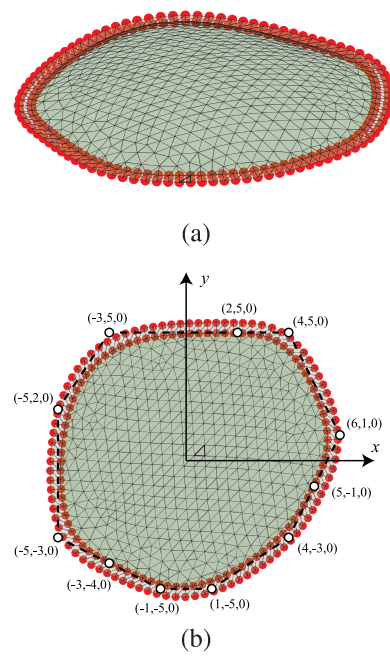 (a)
y
(-3,5,0)
(2,5,0)
(4,5,0)
(-5,2,0)
(6,1,0)
x
(5,-1,0)
(-5,-3,0)
(4,-3,0)
(-3,-4,0)
(-1,-5,0)
(1,-5,0)
(b)